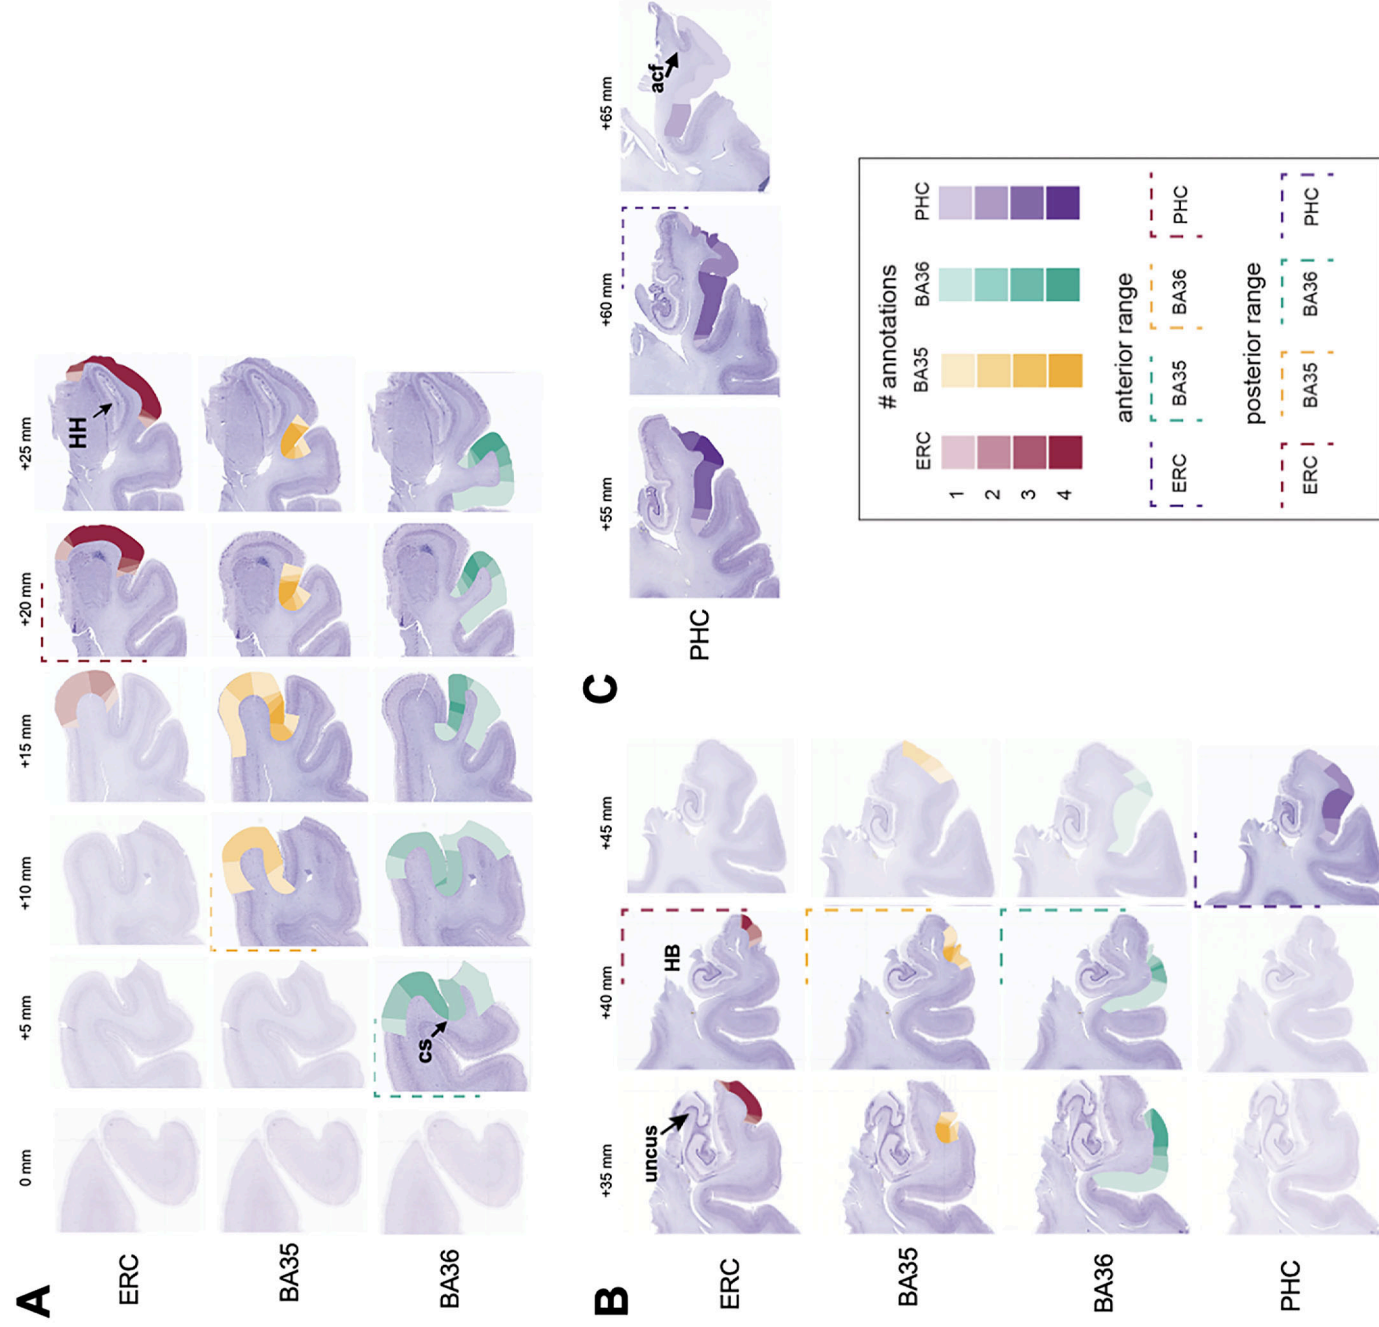 A
0 mm +5 mm +10 mm +15 mm +20 mm +25 mm
ERC
HH
BA35
BA36
cs
B
+35 mm +40 mm +45 mm
ERC
uncus
HB
BA35
BA36
PHC
C
+55 mm +60 mm +65 mm
PHC
acf
# annotations
ERC BA35 BA36 PHC
1
2
3
4
anterior range
ERC BA35 BA36 PHC
posterior range
ERC BA35 BA36 PHC